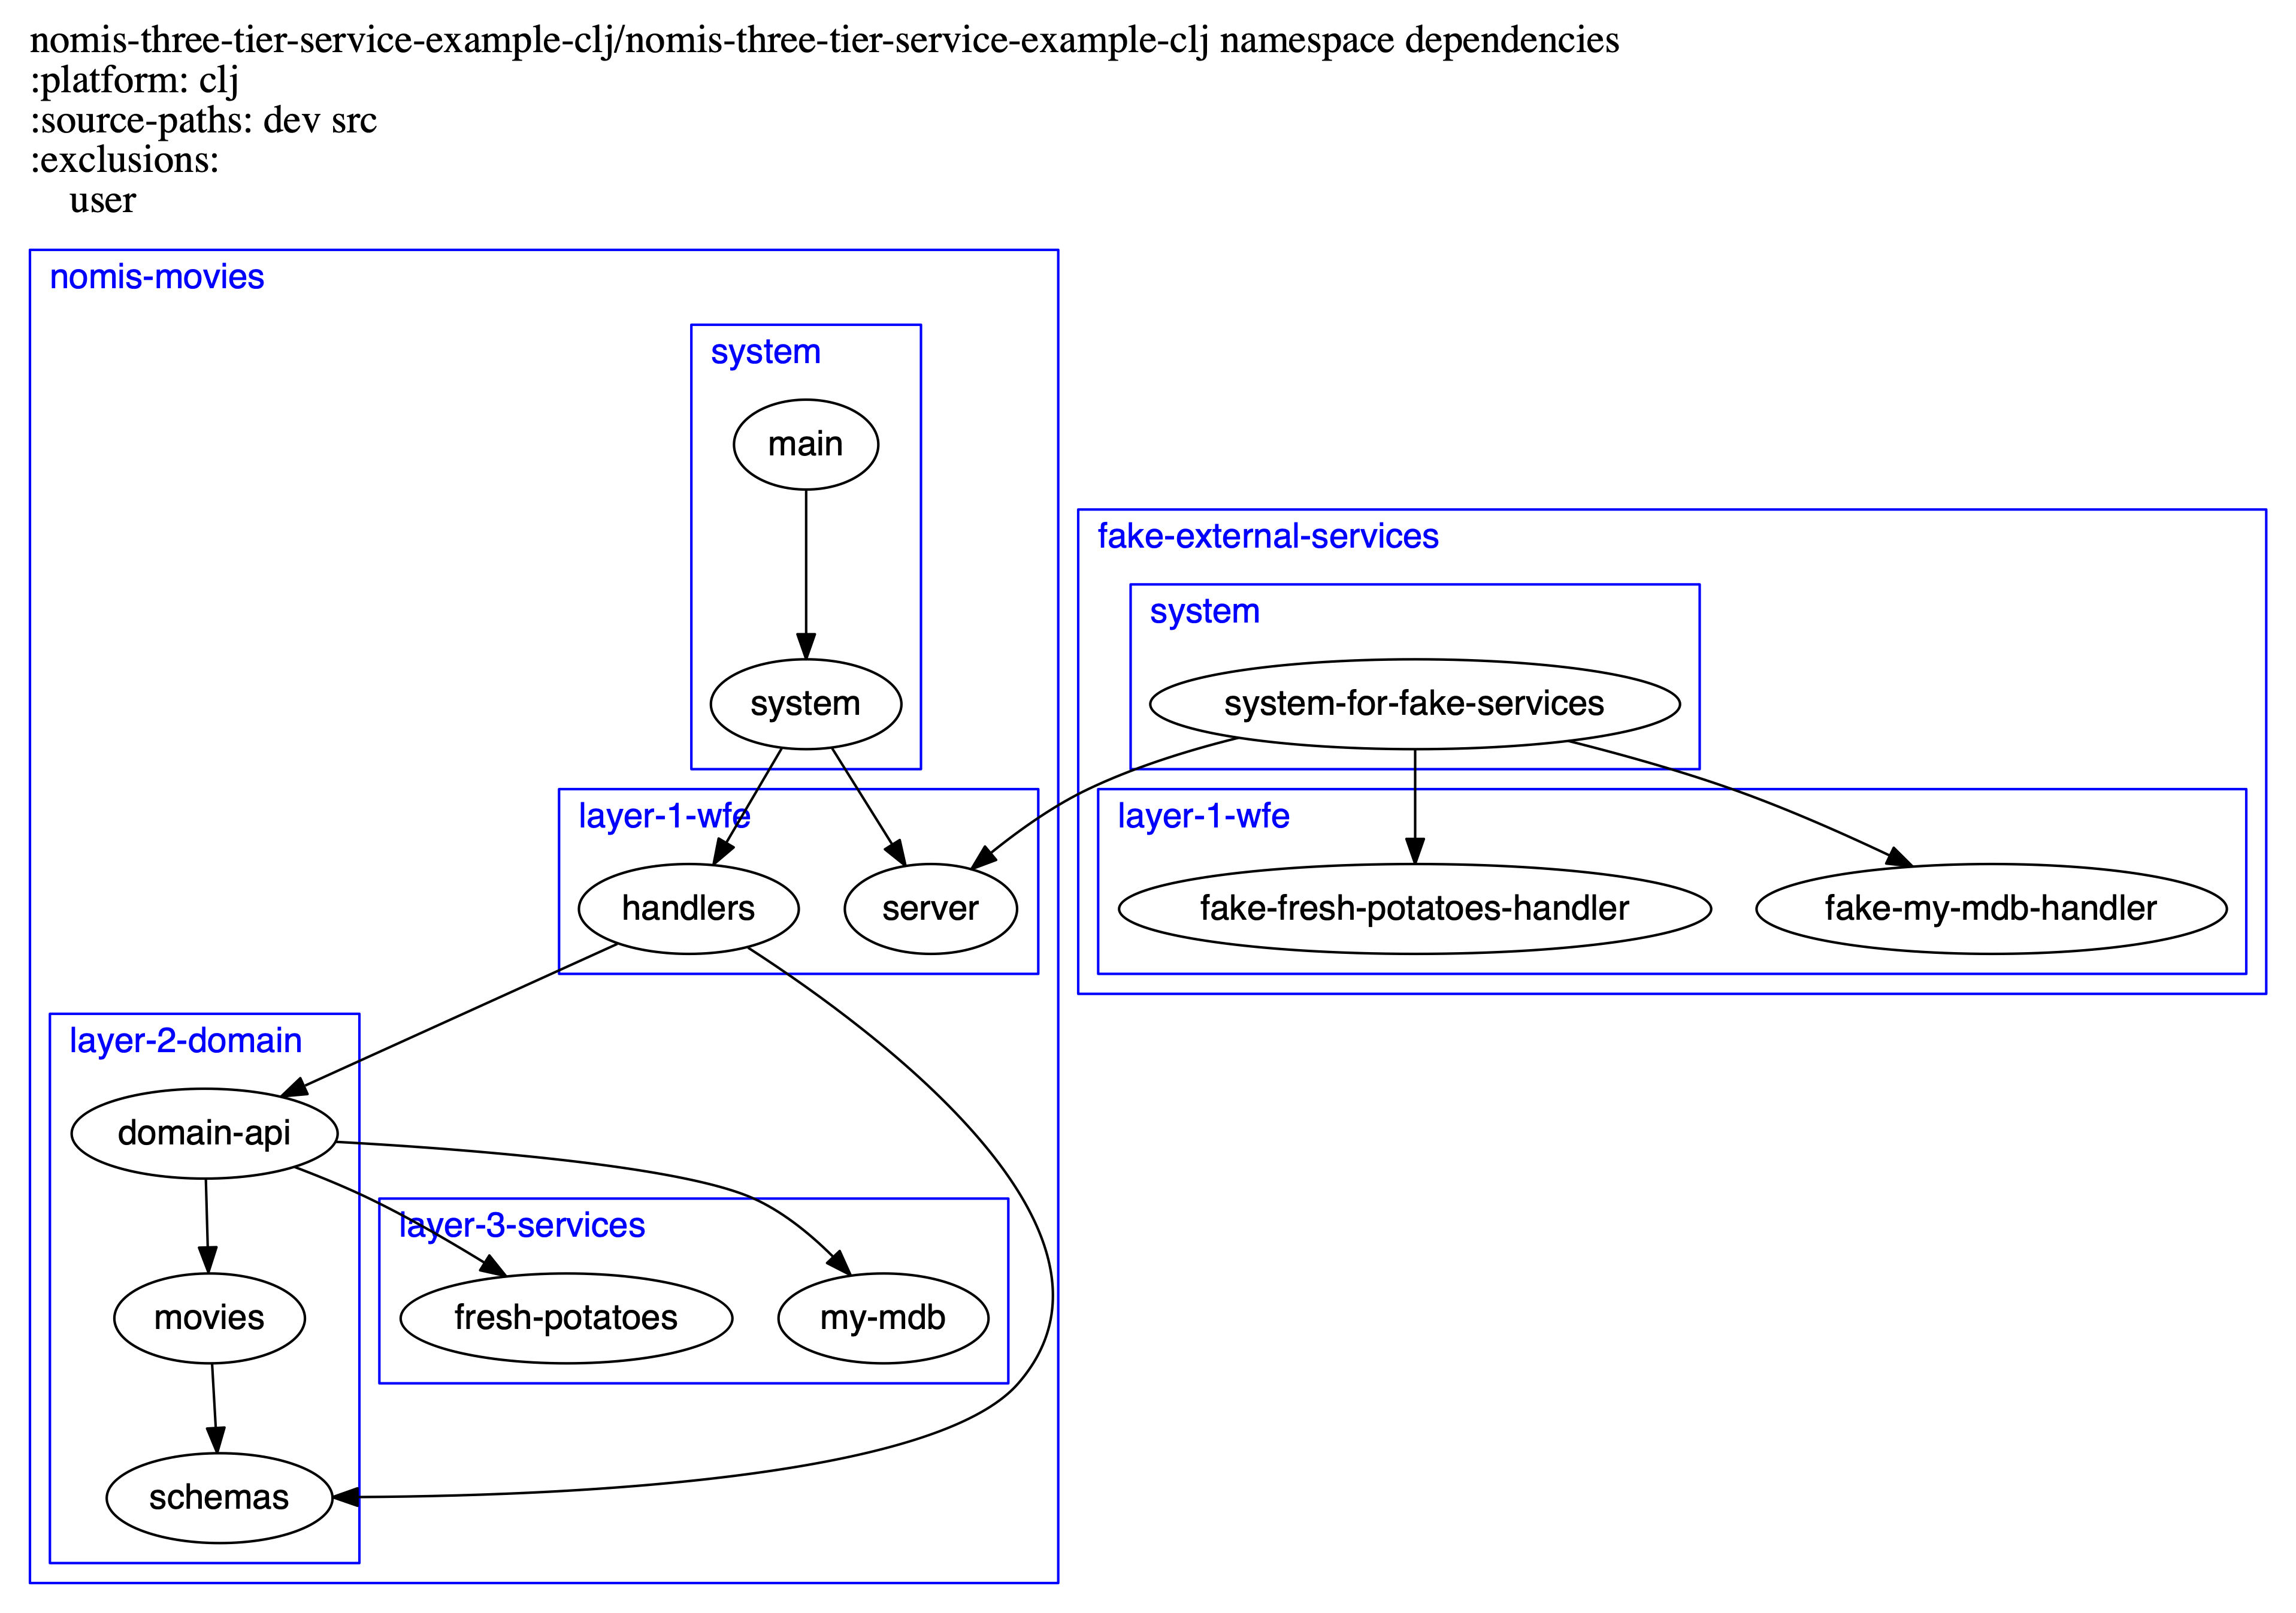 nomis-three-tier-service-example-clj/nomis-three-tier-service-example-clj namespace dependencies
:platform: clj
:source-paths: dev src
:exclusions:
user
nomis-movies
system
main
system
layer-1-wfe
handlers
server
layer-2-domain
domain-api
movies
schemas
layer-3-services
fresh-potatoes
my-mdb
fake-external-services
system
system-for-fake-services
layer-1-wfe
fake-fresh-potatoes-handler
fake-my-mdb-handler